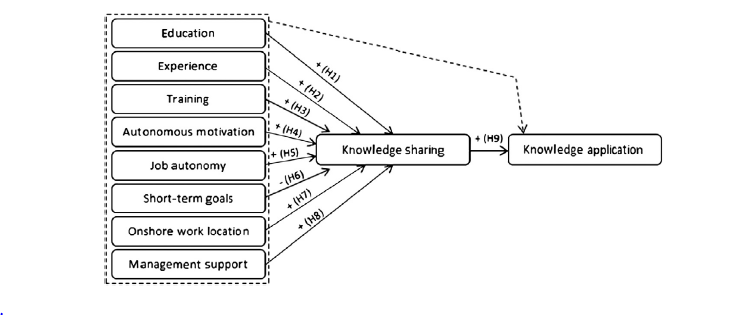 Education
Experience
Training
Autonomous motivation
Job autonomy
Short-term goals
Onshore work location
Management support
+ (H1)
+ (H2)
+ (H3)
+ (H4)
+ (H5)
- (H6)
+ (H7)
+ (H8)
Knowledge sharing
+ (H9)
Knowledge application